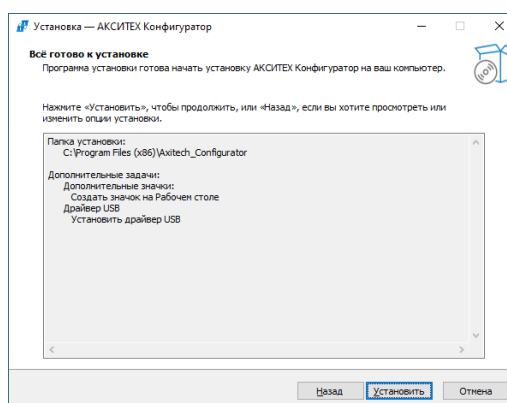 Установка — АКСИТЕХ Конфигуратор
Всё готово к установке
Программа установки готова начать установку АКСИТЕХ Конфигуратор на ваш компьютер.
Нажмите «Установить», чтобы продолжить, или «Назад», если вы хотите просмотреть или
изменить опции установки.
Папка установки:
C:\Program Files (x86)\Axitech_Configurator
Дополнительные задачи:
Дополнительные значки:
Создать значок на Рабочем столе
Драйвер USB
Установить драйвер USB
Назад
Установить
Отмена